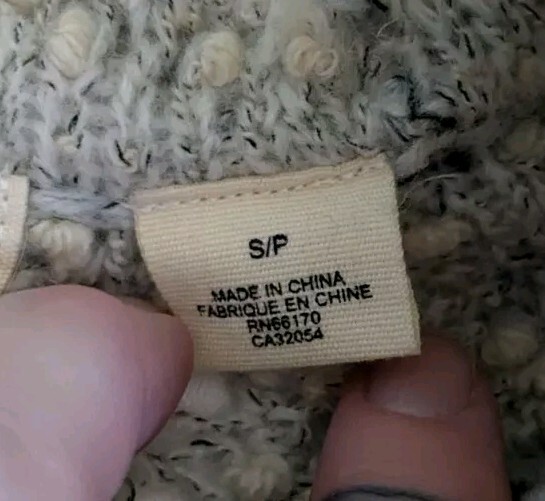 S/P
MADE IN CHINA
FABRIQUE EN CHINE
RN66170
CA32054